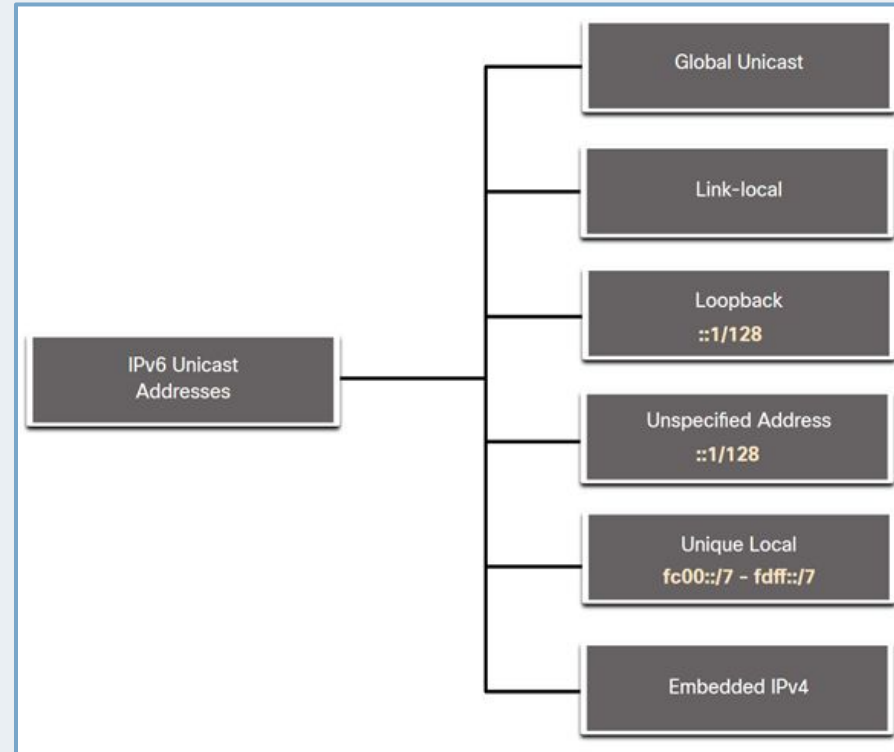 Global Unicast
Link-local
Loopback
::1/128
IPv6 Unicast
Addresses
Unspecified Address
::1/128
Unique Local
fc00::/7 - fdff::/7
Embedded IPv4